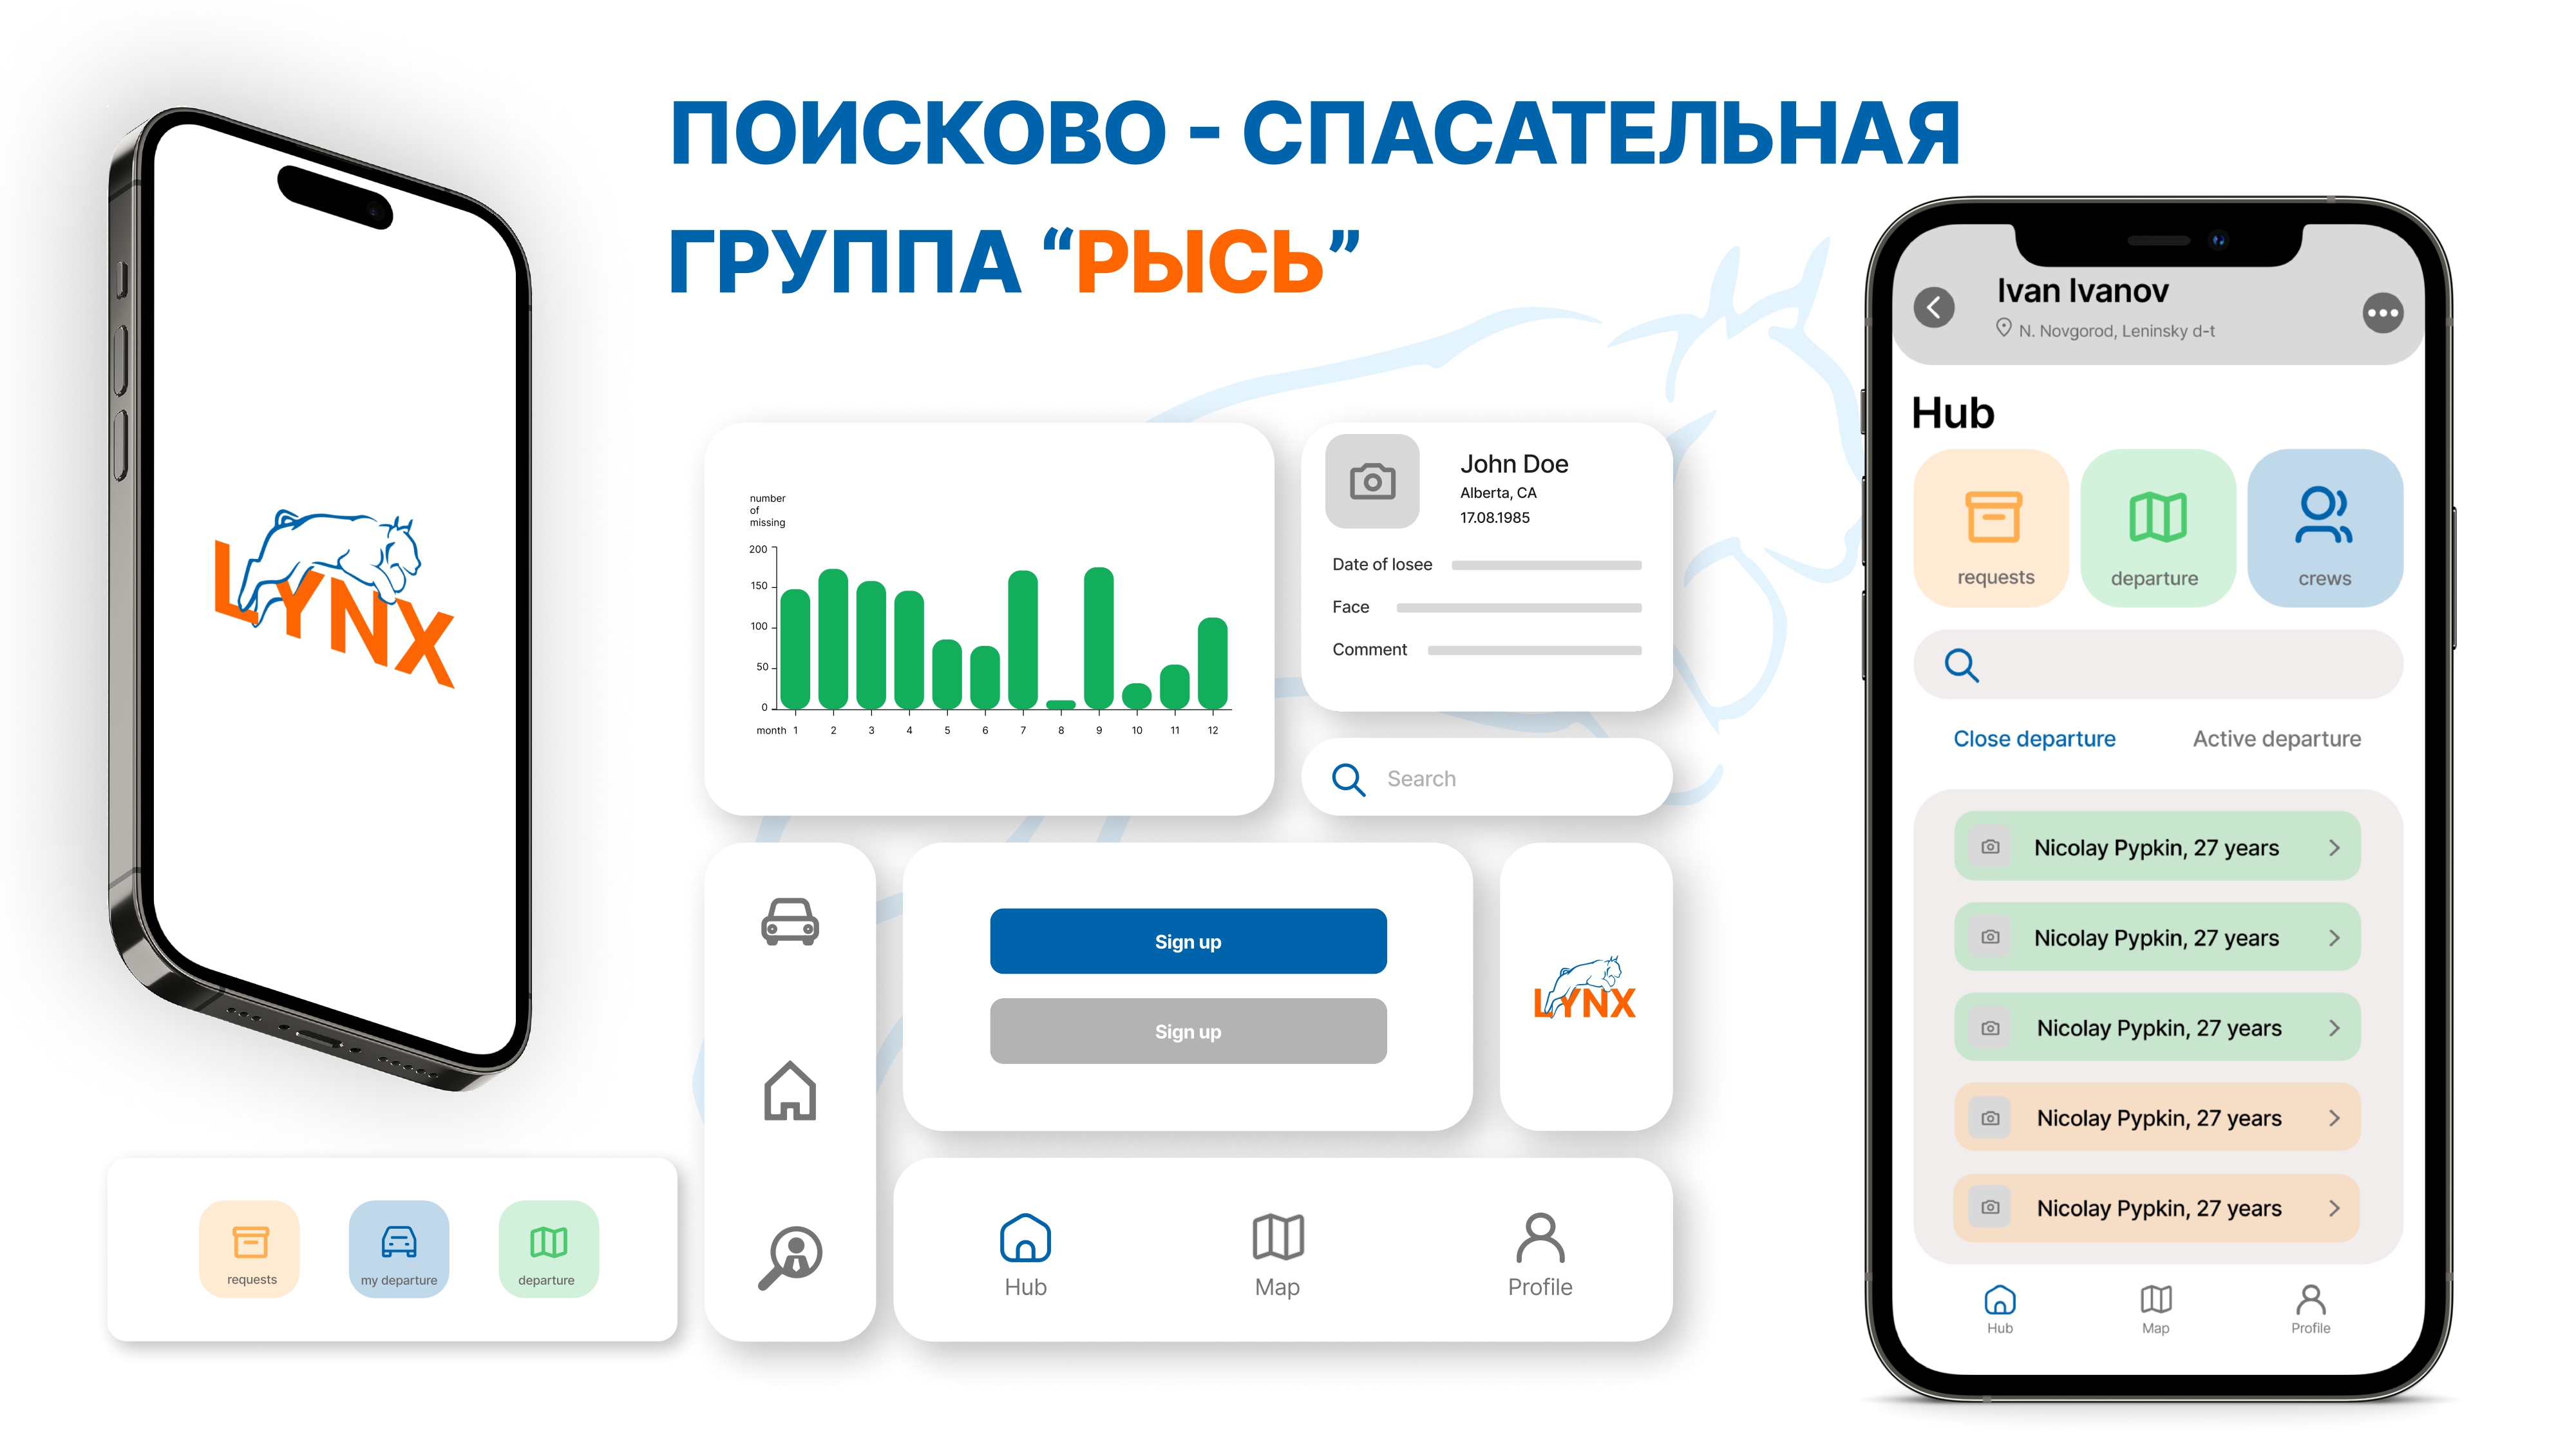 ПОИСКОВО - СПАСАТЕЛЬНАЯ
ГРУППА “РЫСЬ”
LYNX
number
of
missing
200
150
100
50
0
month 1 2 3 4 5 6 7 8 9 10 11 12
John Doe
Alberta, CA
17.08.1985
Date of losee
Face
Comment
Search
Sign up
Sign up
LYNX
requests
my departure
departure
Hub
Map
Profile
Ivan Ivanov
N. Novgorod, Leninsky d-t
Hub
requests
departure
crews
Close departure
Active departure
Nicolay Pypkin, 27 years
Nicolay Pypkin, 27 years
Nicolay Pypkin, 27 years
Nicolay Pypkin, 27 years
Nicolay Pypkin, 27 years
Hub
Map
Profile